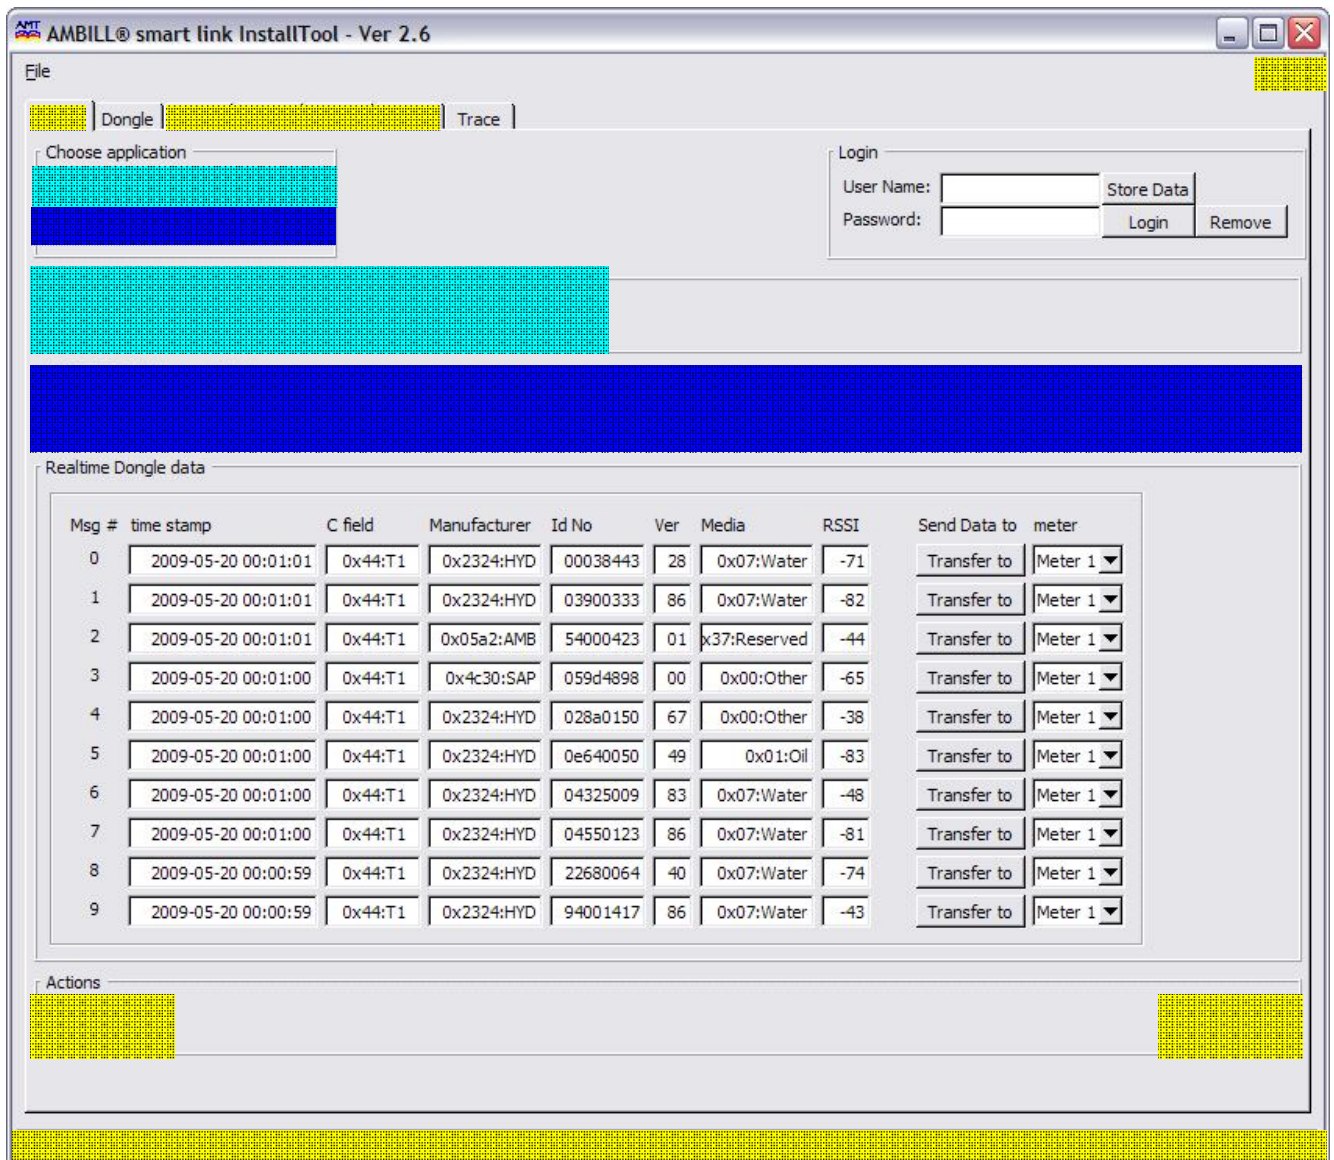 AMT AMBILL® smart link InstallTool - Ver 2.6
File
Dongle Trace
Choose application
Login
User Name: Store Data
Password: Login Remove
Realtime Dongle data
Msg # time stamp C field Manufacturer Id No Ver Media RSSI Send Data to meter
0 2009-05-20 00:01:01 0x44:T1 0x2324:HYD 00038443 28 0x07:Water -71 Transfer to Meter 1
1 2009-05-20 00:01:01 0x44:T1 0x2324:HYD 03900333 86 0x07:Water -82 Transfer to Meter 1
2 2009-05-20 00:01:01 0x44:T1 0x05a2:AMB 54000423 01 x37:Reserved -44 Transfer to Meter 1
3 2009-05-20 00:01:00 0x44:T1 0x4c30:SAP 059d4898 00 0x00:Other -65 Transfer to Meter 1
4 2009-05-20 00:01:00 0x44:T1 0x2324:HYD 028a0150 67 0x00:Other -38 Transfer to Meter 1
5 2009-05-20 00:01:00 0x44:T1 0x2324:HYD 0e640050 49 0x01:Oil -83 Transfer to Meter 1
6 2009-05-20 00:01:00 0x44:T1 0x2324:HYD 04325009 83 0x07:Water -48 Transfer to Meter 1
7 2009-05-20 00:01:00 0x44:T1 0x2324:HYD 04550123 86 0x07:Water -81 Transfer to Meter 1
8 2009-05-20 00:00:59 0x44:T1 0x2324:HYD 22680064 40 0x07:Water -74 Transfer to Meter 1
9 2009-05-20 00:00:59 0x44:T1 0x2324:HYD 94001417 86 0x07:Water -43 Transfer to Meter 1
Actions